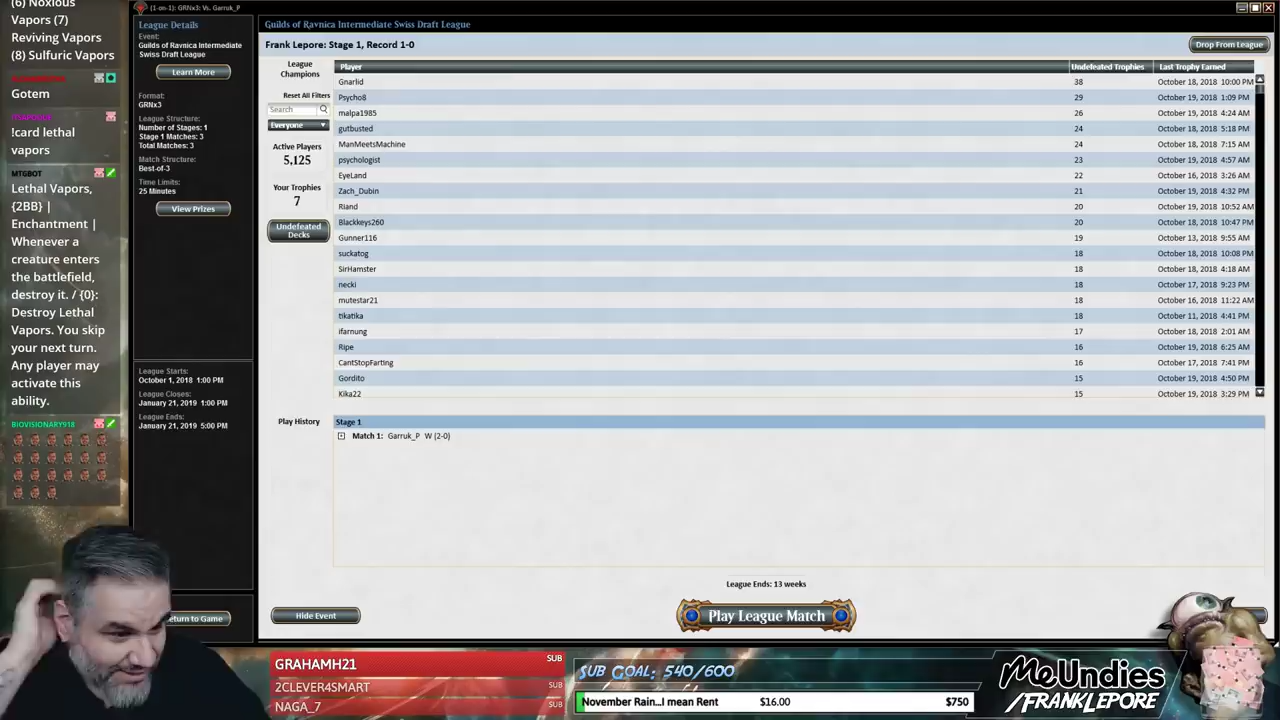 (6) Noxious
Vapors (7)
Reviving Vapors
(8) Sulfuric Vapors
Gotem
!card lethal
vapors
MTGBOT
Lethal Vapors,
{2BB} |
Enchantment |
Whenever a
creature enters
the battlefield,
destroy it. / {0}:
Destroy Lethal
Vapors. You skip
your next turn.
Any player may
activate this
ability.
BIOVISIONARY918
(1-on-1): GRNx3: Vs. Garruk_P
League Details
Event:
Guilds of Ravnica Intermediate
Swiss Draft League
Learn More
Format:
GRNx3
League Structure:
Number of Stages: 1
Stage 1 Matches: 3
Total Matches: 3
Match Structure:
Best-of-3
Time Limits:
25 Minutes
View Prizes
League Starts:
October 1, 2018 1:00 PM
League Closes:
January 21, 2019 1:00 PM
League Ends:
January 21, 2019 5:00 PM
eturn to Game
Guilds of Ravnica Intermediate Swiss Draft League
Frank Lepore: Stage 1, Record 1-0
Drop From League
League
Champions
Reset All Filters
Search
Everyone
Active Players
5,125
Your Trophies
7
Undefeated
Decks
Player Undefeated Trophies Last Trophy Earned
Gnarlid 38 October 18, 2018 10:00 PM
Psycho8 29 October 19, 2018 1:09 PM
malpa1985 26 October 19, 2018 4:24 AM
gutbusted 24 October 18, 2018 5:18 PM
ManMeetsMachine 24 October 18, 2018 7:15 AM
psychologist 23 October 19, 2018 4:57 AM
EyeLand 22 October 16, 2018 3:26 AM
Zach_Dubin 21 October 19, 2018 4:32 PM
Rland 20 October 19, 2018 10:52 AM
Blackkeys260 20 October 18, 2018 10:47 PM
Gunner116 19 October 13, 2018 9:55 AM
suckatog 18 October 18, 2018 10:08 PM
SirHamster 18 October 18, 2018 4:18 AM
necki 18 October 17, 2018 9:23 PM
mutestar21 18 October 16, 2018 11:22 AM
tikatika 18 October 11, 2018 4:41 PM
ifarnung 17 October 18, 2018 2:01 AM
Ripe 16 October 19, 2018 6:25 AM
CantStopFarting 16 October 17, 2018 7:41 PM
Gordito 15 October 19, 2018 4:50 PM
Kika22 15 October 19, 2018 3:29 PM
Play History
Stage 1
Match 1: Garruk_P W (2-0)
League Ends: 13 weeks
Hide Event
Play League Match
GRAHAMH21 SUB
2CLEVER4SMART SUB
NAGA_7 SUB
SUB GOAL: 540/600
November Rain...I mean Rent $16.00 $750
MeUndies
/FRANKLEPORE